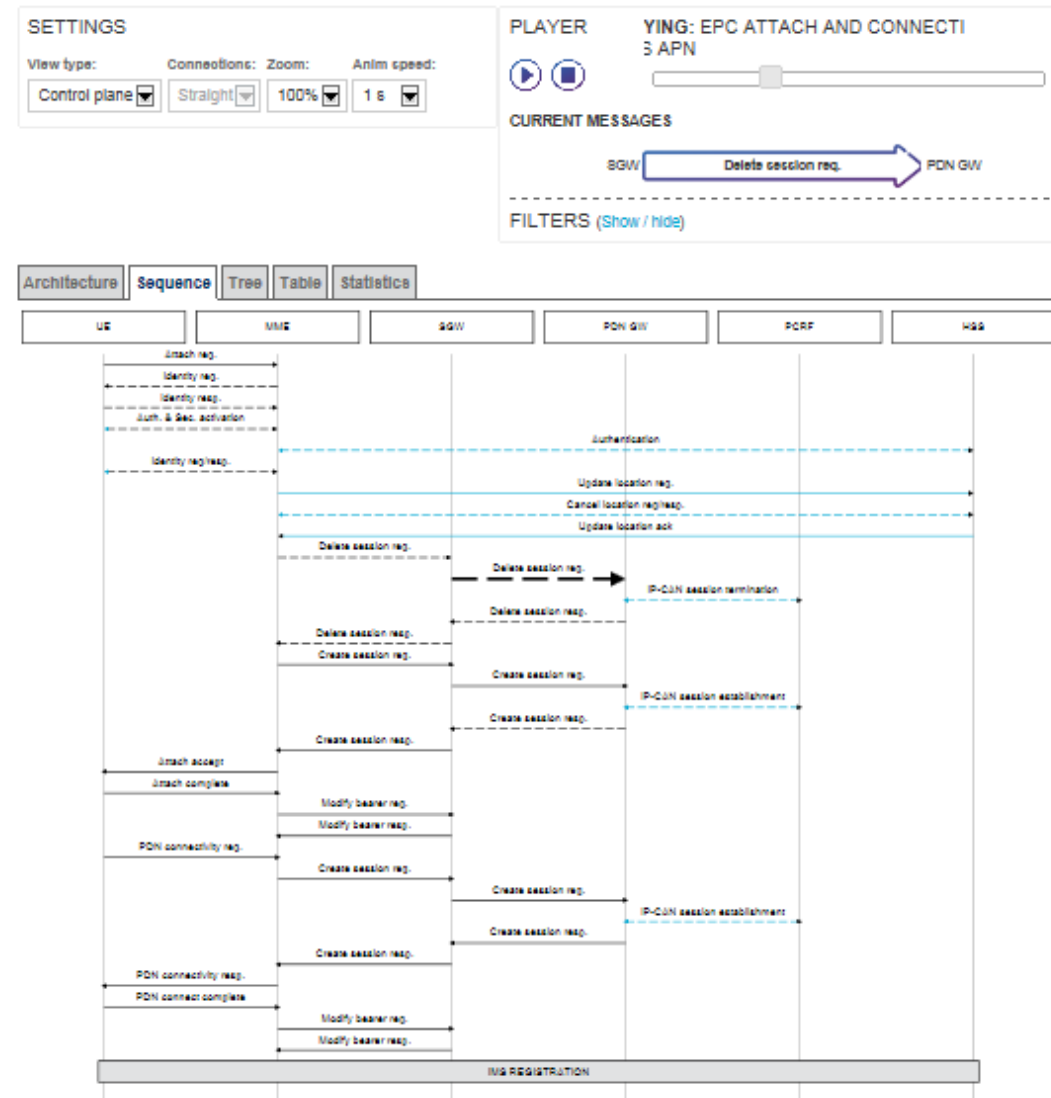 SETTINGS
View type:
Connections:
Zoom:
Anim speed:
Control plane
Straight
100%
1 s
PLAYER
YING: EPC ATTACH AND CONNECTI
S APN
CURRENT MESSAGES
SGW
Delete session req.
PDN GW
FILTERS (Show / hide)
Architecture
Sequence
Tree
Table
Statistics
UE
MME
SGW
PDN GW
PCRF
HSS
Attach req.
Identity req.
Identity resp.
Auth. & Sec. activation
Authentication
Identity req/resp.
Update location req.
Cancel location req/resp.
Update location ack
Delete session req.
Delete session req.
IP-CAN session termination
Delete session resp.
Delete session resp.
Create session req.
Create session req.
IP-CAN session establishment
Create session resp.
Create session resp.
Attach accept
Attach complete
Modify bearer req.
Modify bearer resp.
PDN connectivity req.
Create session req.
Create session req.
IP-CAN session establishment
Create session resp.
Create session resp.
PDN connectivity resp.
PDN connect complete
Modify bearer req.
Modify bearer resp.
IMS REGISTRATION